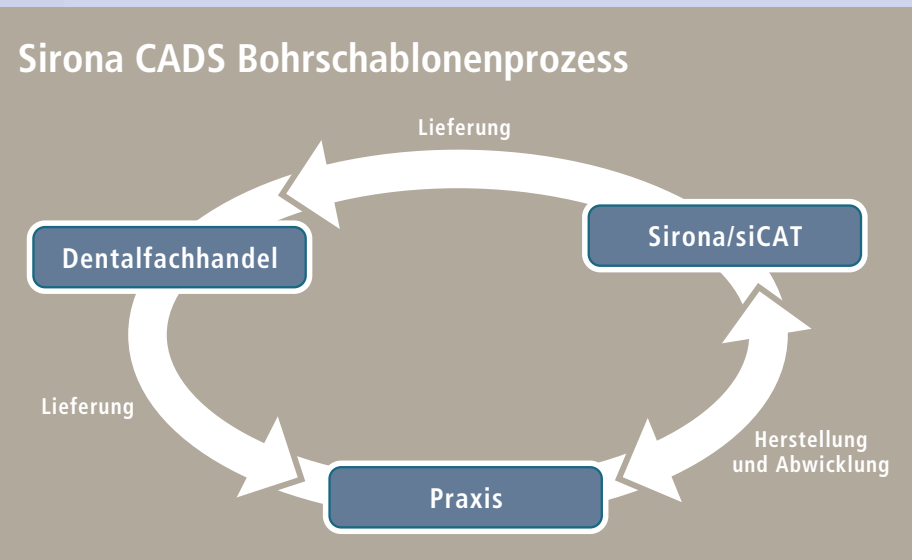 Sirona CADS Bohrschablonenprozess
Lieferung
Sirona/siCAT
Dentalfachhandel
Lieferung
Herstellung
und Abwicklung
Praxis